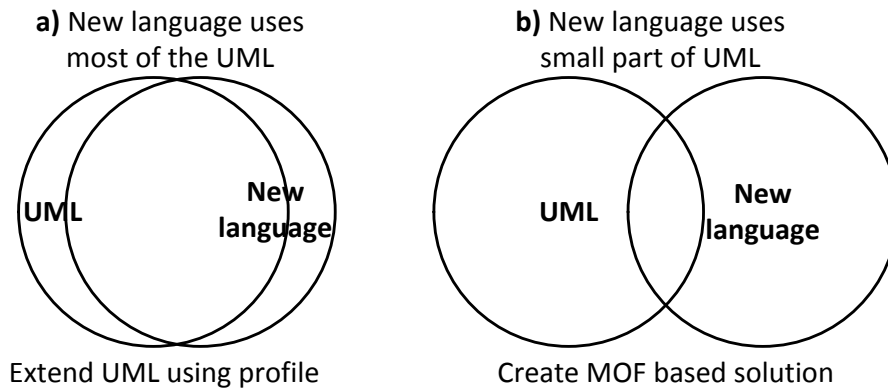 a) New language uses
most of the UML
UML
New
language
Extend UML using profile
b) New language uses
small part of UML
UML
New
language
Create MOF based solution